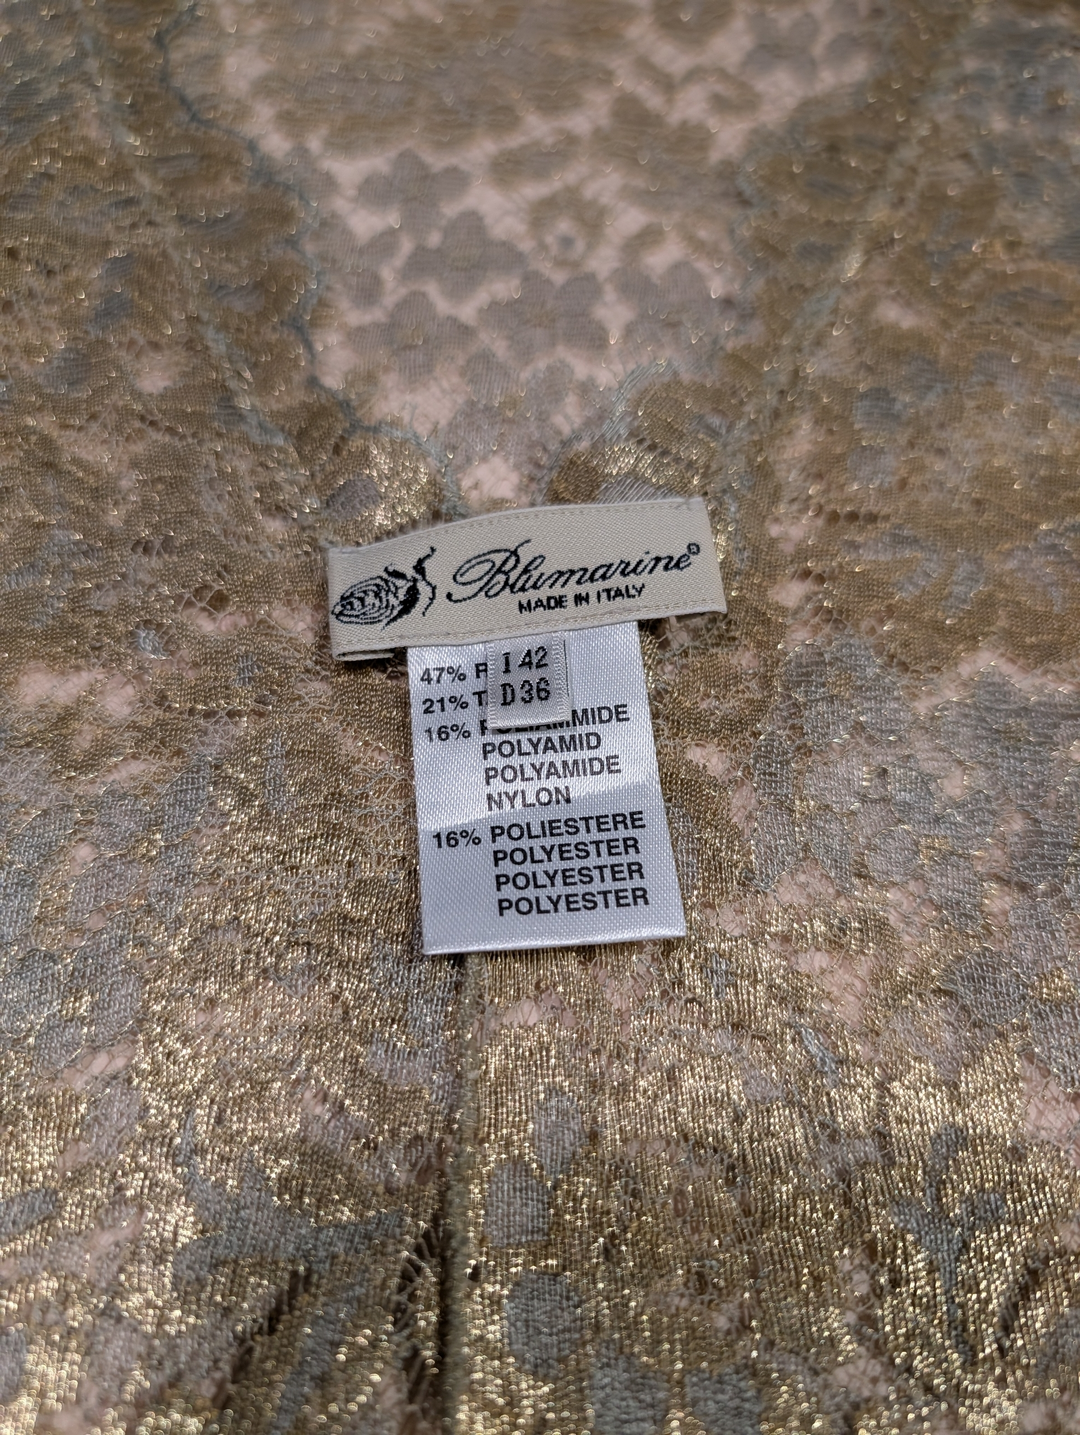 Blumarine®
MADE IN ITALY
I 42
D 36
47%
21%
16%
POLYAMID
POLYAMIDE
NYLON
16% POLIESTERE
POLYESTER
POLYESTER
POLYESTER